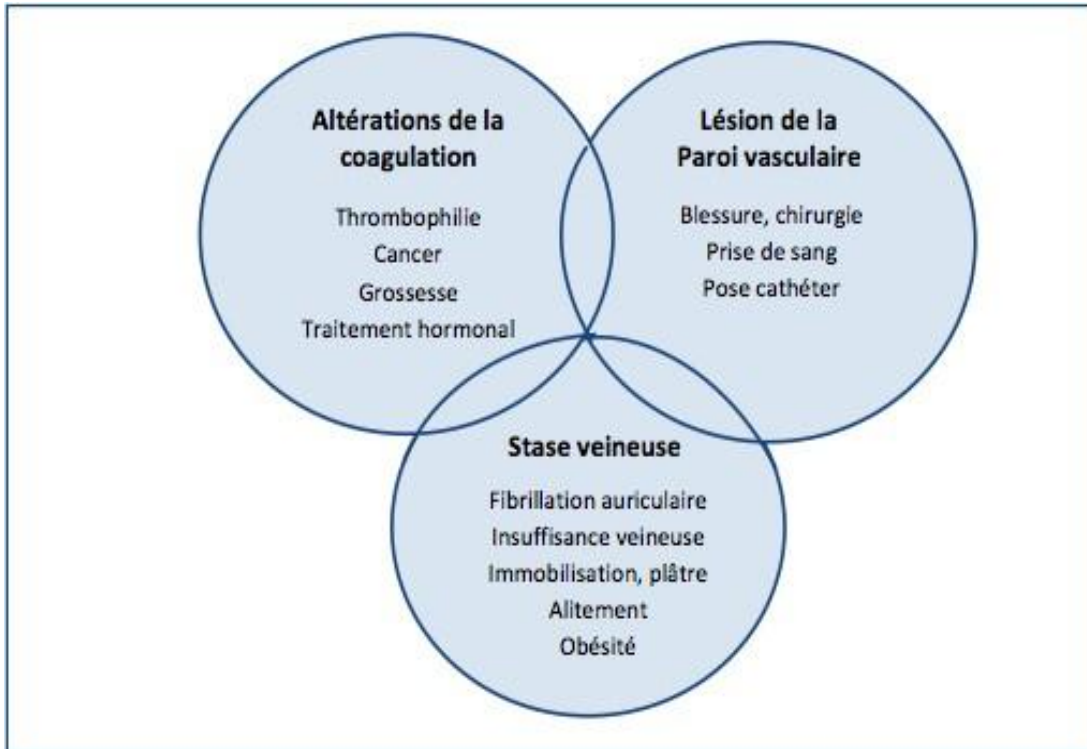 Altérations de la
coagulation
Thrombophilie
Cancer
Grossesse
Traitement hormonal
Lésion de la
Paroi vasculaire
Blessure, chirurgie
Prise de sang
Pose cathéter
Stase veineuse
Fibrillation auriculaire
Insuffisance veineuse
Immobilisation, plâtre
Alitement
Obésité